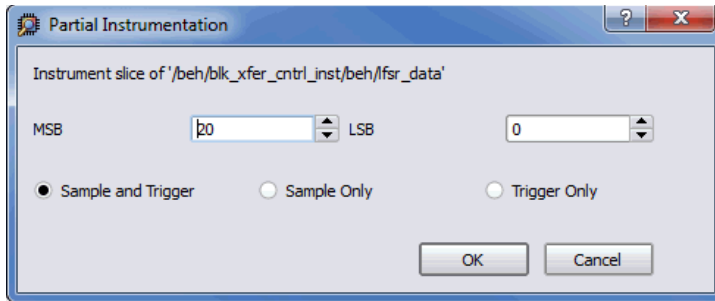 Partial Instrumentation
?
X
Instrument slice of '/beh/blk_xfer_cntrl_inst/beh/lfsr_data'
MSB 20 LSB 0
Sample and Trigger Sample Only Trigger Only
OK Cancel